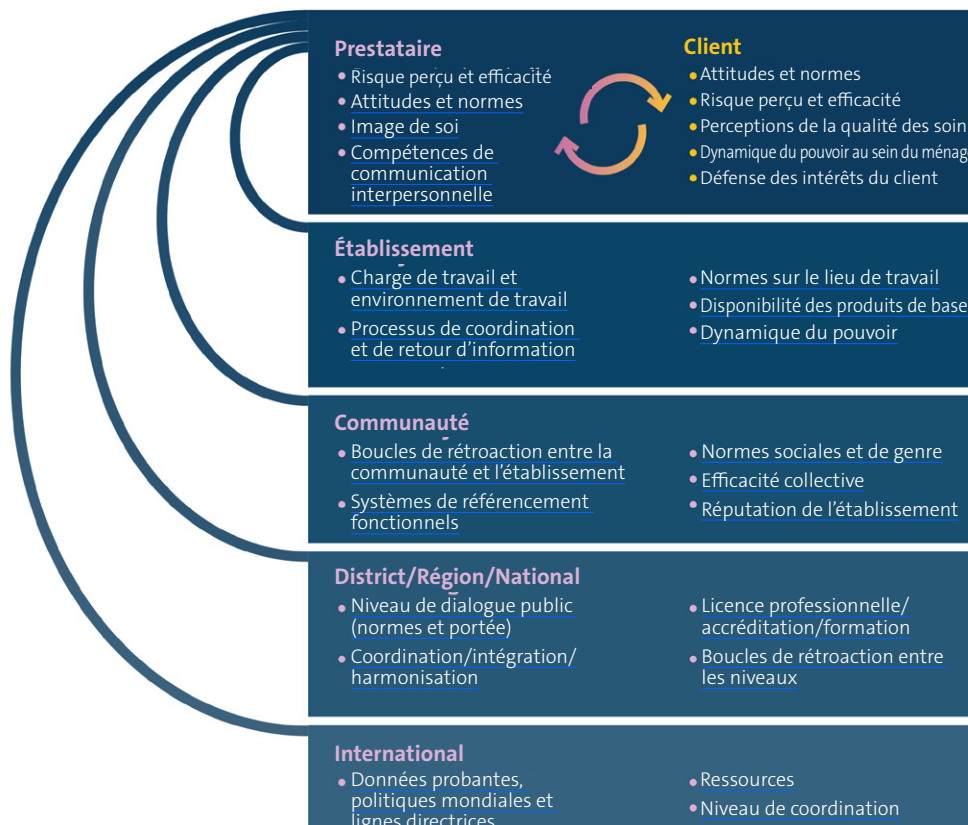 Prestataire
• Risque perçu et efficacité
• Attitudes et normes
• Image de soi
• Compétences de
communication
interpersonnelle
Client
• Attitudes et normes
• Risque perçu et efficacité
• Perceptions de la qualité des soin
• Dynamique du pouvoir au sein du ménag
• Défense des intérêts du client
Établissement
• Charge de travail et
environnement de travail
• Processus de coordination
et de retour d'information
• Normes sur le lieu de travail
• Disponibilité des produits de base
• Dynamique du pouvoir
Communauté
• Boucles de rétroaction entre la
communauté et l'établissement
• Systèmes de référencement
fonctionnels
• Normes sociales et de genre
• Efficacité collective
• Réputation de l'établissement
District/Région/National
• Niveau de dialogue public
(normes et portée)
• Coordination/intégration/
harmonisation
• Licence professionnelle/
accréditation/formation
• Boucles de rétroaction entre
les niveaux
International
• Données probantes,
politiques mondiales et
lignes directrices
• Ressources
• Niveau de coordination